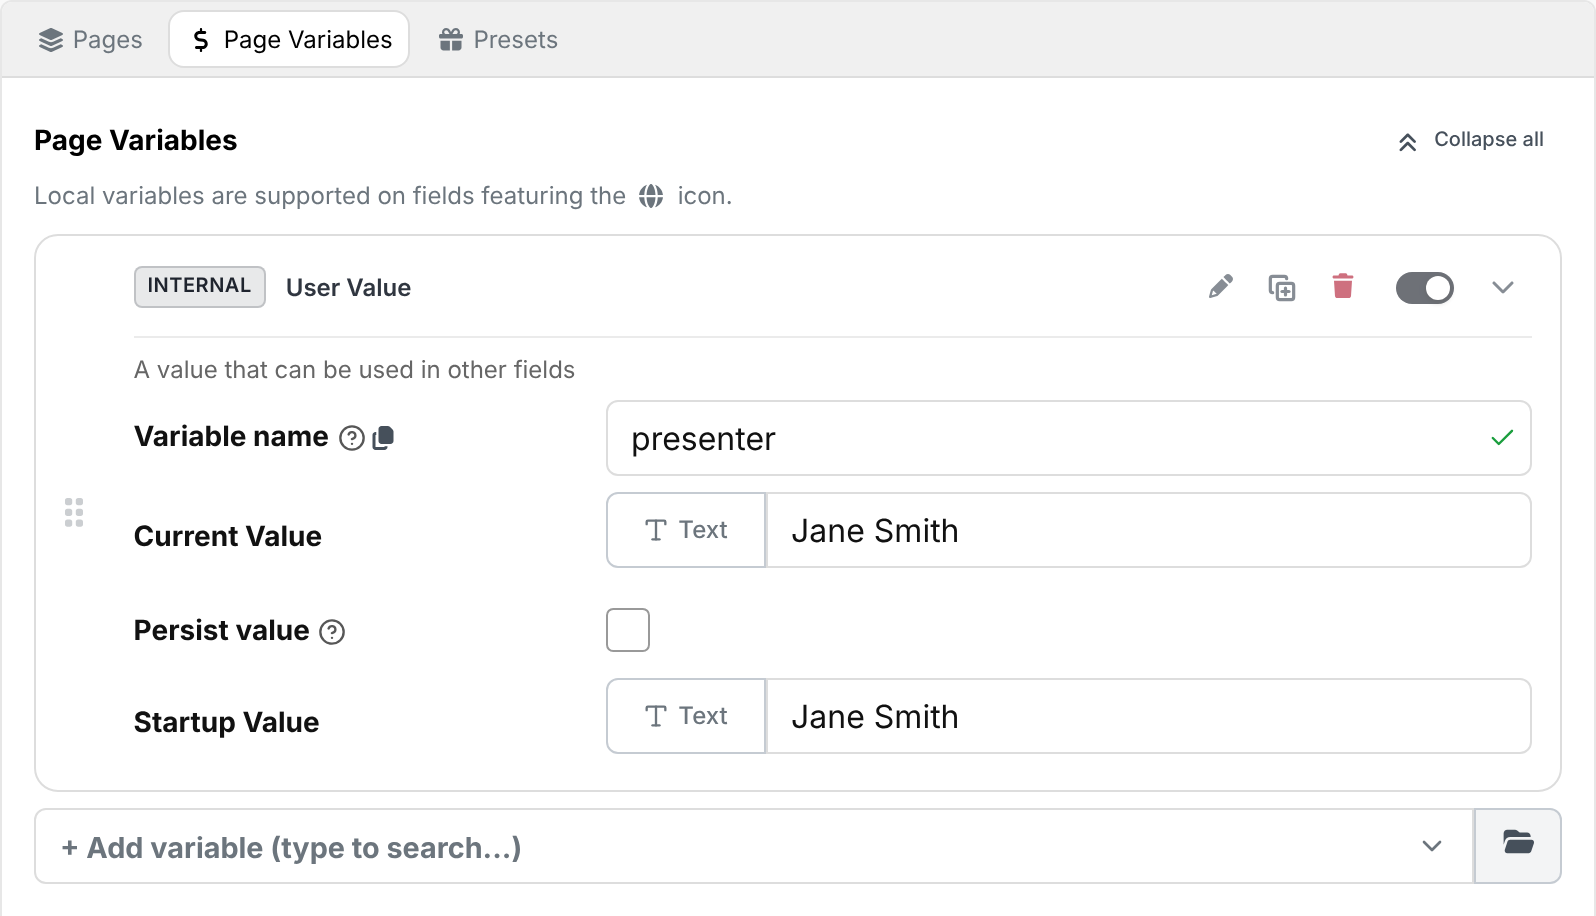 Pages
$ Page Variables
Presets
Page Variables
Collapse all
Local variables are supported on fields featuring the icon.
INTERNAL
User Value
A value that can be used in other fields
Variable name
presenter
Current Value
Text
Jane Smith
Persist value
Startup Value
Text
Jane Smith
+ Add variable (type to search...)